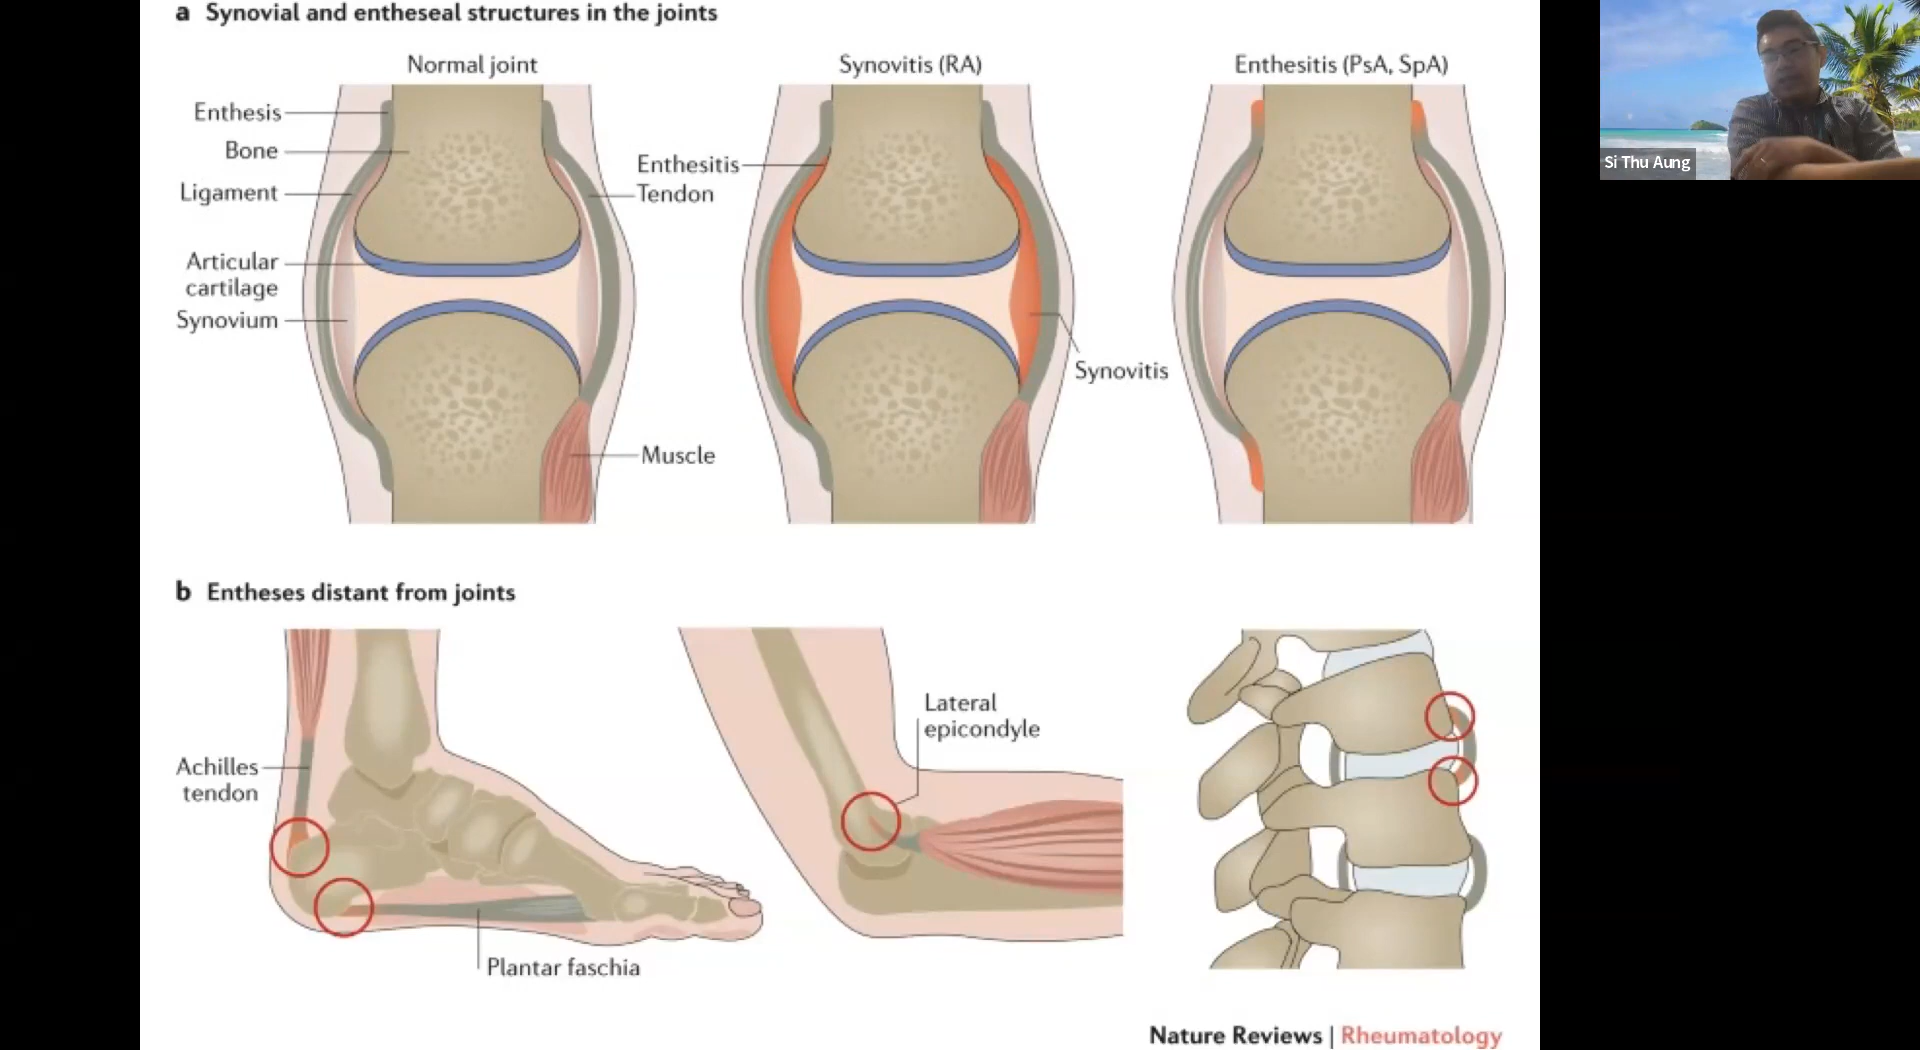 a Synovial and entheseal structures in the joints
Normal joint
Synovitis (RA)
Enthesitis (PsA, SpA)
Enthesis
Bone
Ligament
Articular
cartilage
Synovium
Enthesitis
Tendon
Synovitis
Muscle
b Entheses distant from joints
Achilles
tendon
Lateral
epicondyle
Plantar faschia
Nature Reviews | Rheumatology
Si Thu Aung